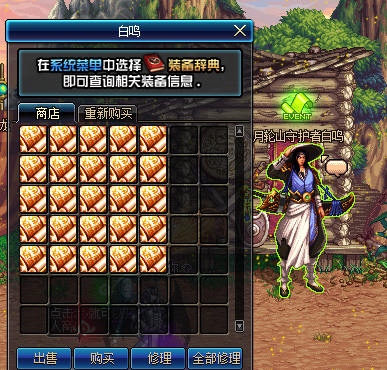 白鸣
在系统菜单中选择 装备辞典，
即可查询相关装备信息．
商店 重新购买
EVENT
月轮山守护者白鸣
出售 购买 修理 全部修理